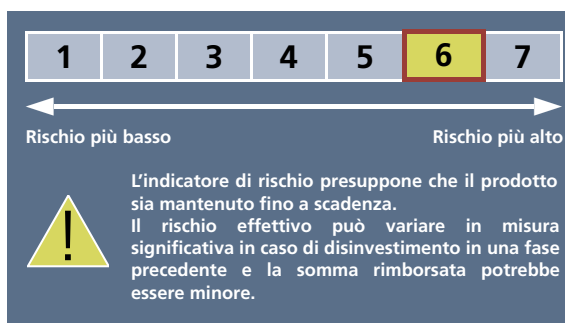 1 2 3 4 5 6 7
Rischio più basso Rischio più alto
L'indicatore di rischio presuppone che il prodotto
sia mantenuto fino a scadenza.
Il rischio effettivo può variare in misura
significativa in caso di disinvestimento in una fase
precedente e la somma rimborsata potrebbe
essere minore.
!